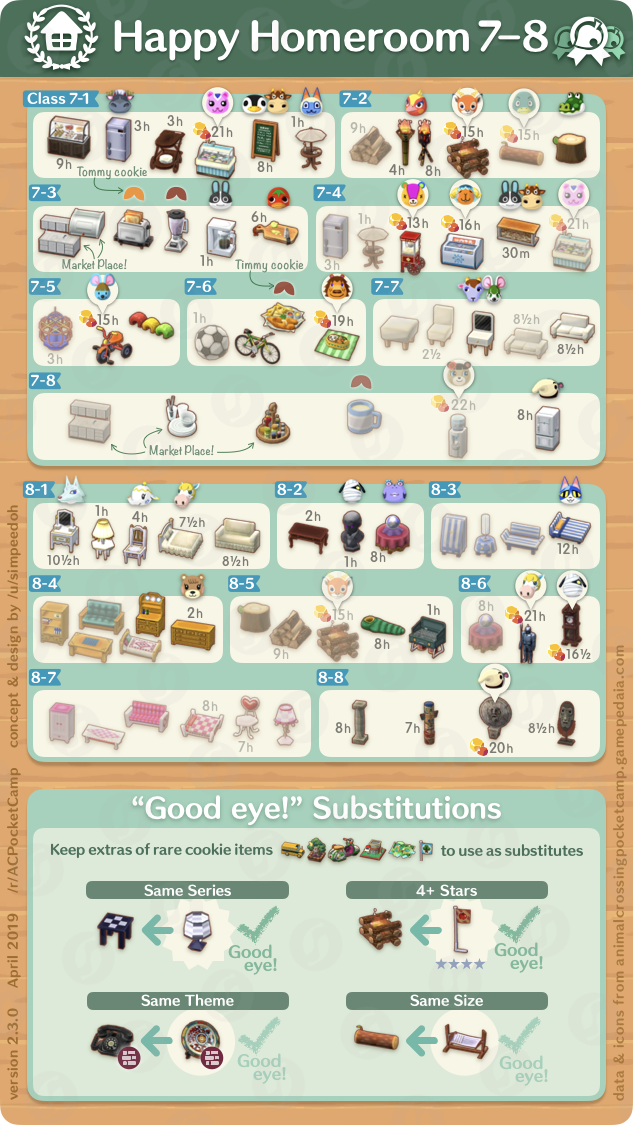 Happy Homeroom 7–8
Class 7-1
9h
3h
3h
21h
8h
1h
Tommy cookie
7-2
9h
4h
8h
15h
15h
7-3
Market Place!
1h
6h
Timmy cookie
7-4
3h
1h
13h
16h
30m
21h
7-5
3h
15h
7-6
1h
19h
7-7
2½
8½h
8½h
7-8
Market Place!
22h
8h
8-1
10½h
1h
4h
7½h
8½h
8-2
2h
1h
8h
8-3
12h
8-4
2h
8-5
9h
15h
8h
1h
8-6
8h
21h
16½
8-7
8h
7h
8-8
8h
7h
20h
8½h
"Good eye!" Substitutions
Keep extras of rare cookie items to use as substitutes
Same Series
Good
eye!
4+ Stars
★★★★
Good
eye!
Same Theme
Good
eye!
Same Size
Good
eye!
version 2.3.0 April 2019 /r/ACPocketCamp concept & design by /u/simpeedoh
data & icons from animalcrossingpocketcamp.gamepedaia.com